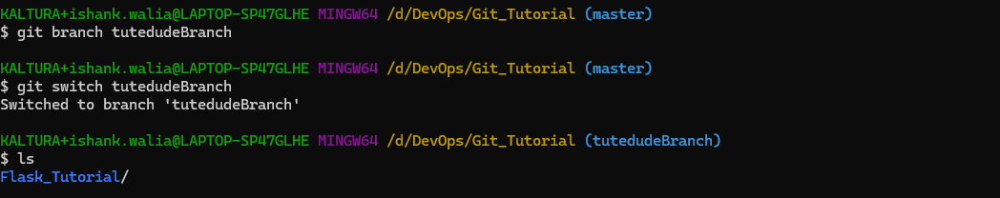 KALTURA+ishank.walia@LAPTOP-SP47GLHE MINGW64 /d/DevOps/Git_Tutorial (master)
$ git branch tutedudeBranch
KALTURA+ishank.walia@LAPTOP-SP47GLHE MINGW64 /d/DevOps/Git_Tutorial (master)
$ git switch tutedudeBranch
Switched to branch 'tutedudeBranch'
KALTURA+ishank.walia@LAPTOP-SP47GLHE MINGW64 /d/DevOps/Git_Tutorial (tutedudeBranch)
$ ls
Flask_Tutorial/